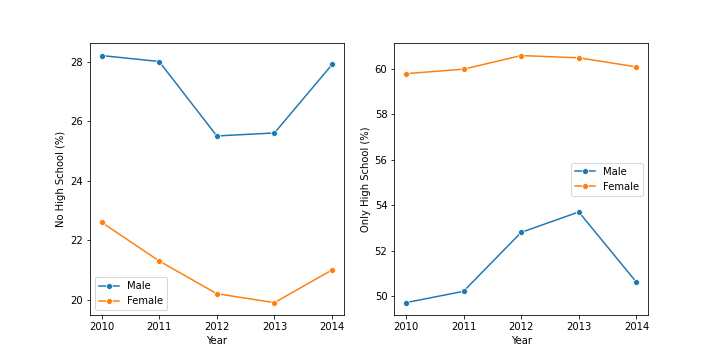 No High School (%)
28
26
24
22
20
Male
Female
2010 2011 2012 2013 2014
Year
Only High School (%)
60
58
56
54
52
50
Male
Female
2010 2011 2012 2013 2014
Year